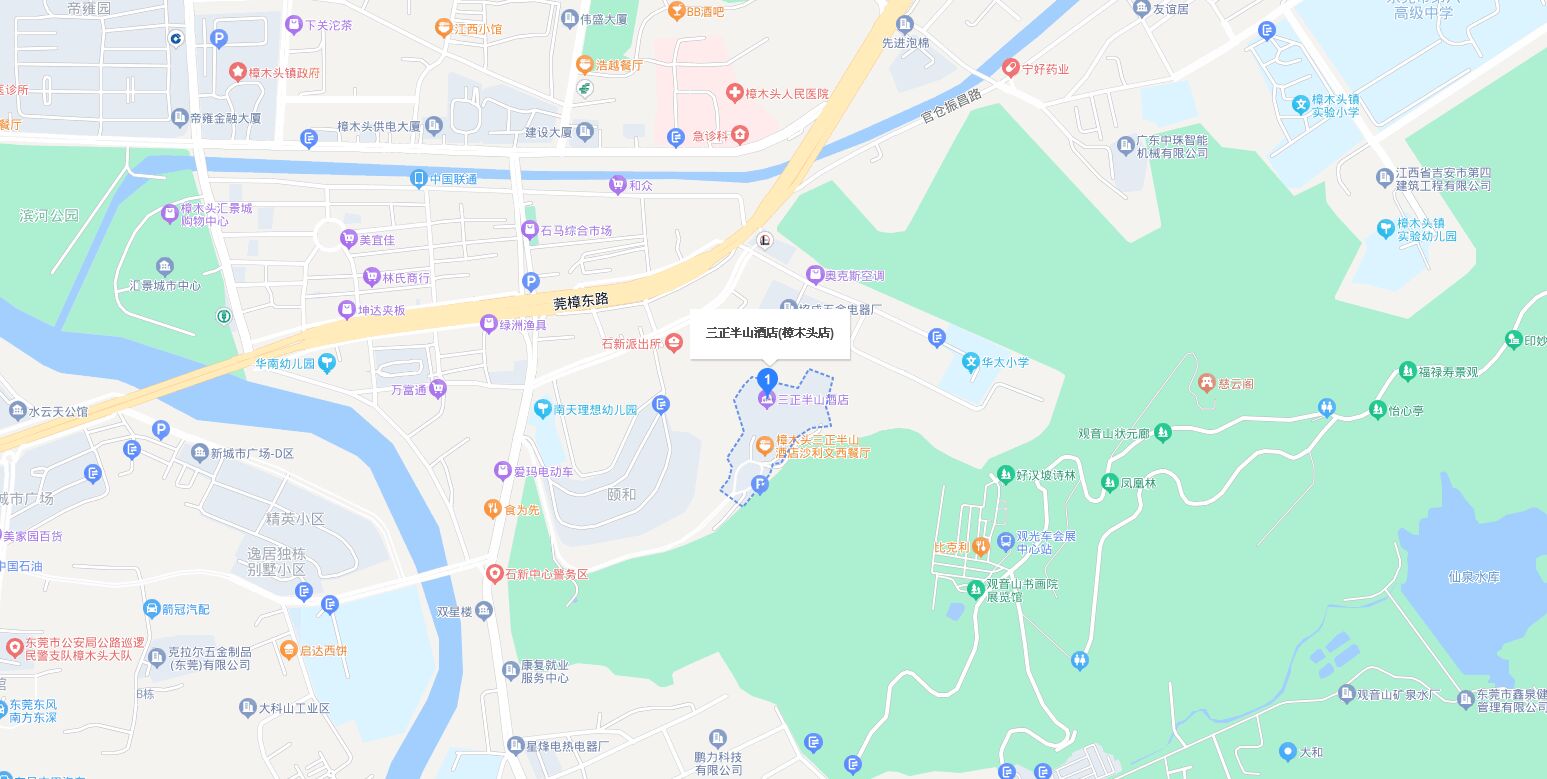 帝雍园
下关沱茶
江西小馆
伟盛大厦
BB酒吧
友谊居
高级中学
先进泡棉
樟木头镇政府
浩越餐厅
宁好药业
医诊所
樟木头人民医院
官仓振昌路
樟木头镇
实验小学
餐厅
帝雍金融大厦
樟木头供电大厦
建设大厦
急诊科
广东中珠智能
机械有限公司
中国联通
和众
江西省吉安市第四
建筑工程有限公司
滨河公园
樟木头汇景城
购物中心
美宜佳
石马综合市场
樟木头镇
实验幼儿园
汇景城市中心
林氏商行
奥克斯空调
坤达夹板
莞樟东路
绿洲渔具
石新派出所
三正半山酒店(樟木头店)
华南幼儿园
华太小学
印妙
万富通
福禄寿景观
慈云阁
水云天公馆
南天理想幼儿园
1
三正半山酒店
怡心亭
新城市广场-D区
樟木头三正半山
酒店沙利文西餐厅
观音山状元廊
城市广场
爱玛电动车
颐和
好汉坡诗林
凤凰林
精英小区
食为先
美家园百货
比克利
观光车会展
中心站
中国石油
逸居独栋
别墅小区
石新中心警务区
观音山书画院
展览馆
仙泉水库
箭冠汽配
双星楼
东莞市公安局公路巡逻
民警支队樟木头大队
克拉尔五金制品
(东莞)有限公司
启达西饼
康复就业
服务中心
B栋
观音山矿泉水厂
东莞市鑫泉健
管理有限公司
东莞东风
南方东深
大科山工业区
星烽电热电器厂
鹏力科技
有限公司
大和